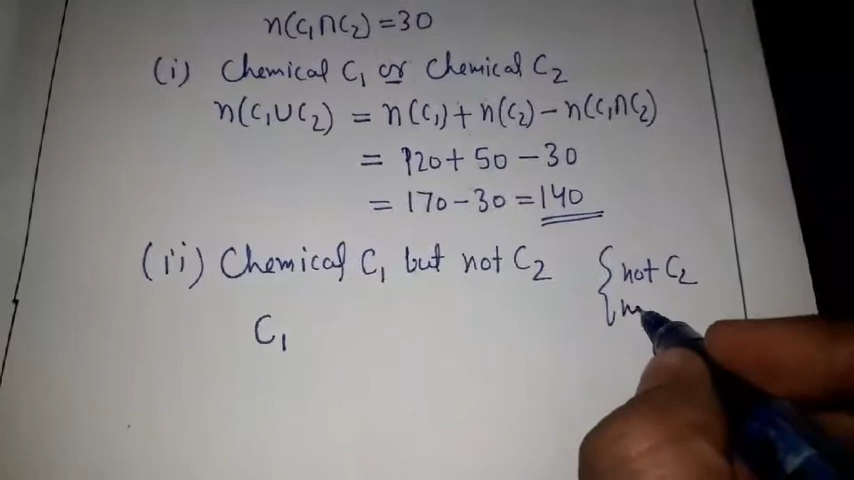 n(C₁∩C₂) = 30
(i) Chemical C₁ or Chemical C₂
n(C₁∪C₂) = n(C₁) + n(C₂) - n(C₁∩C₂)
= 120 + 50 - 30
= 170 - 30 = 140
(ii) Chemical C₁ but not C₂ { not C₂
C₁